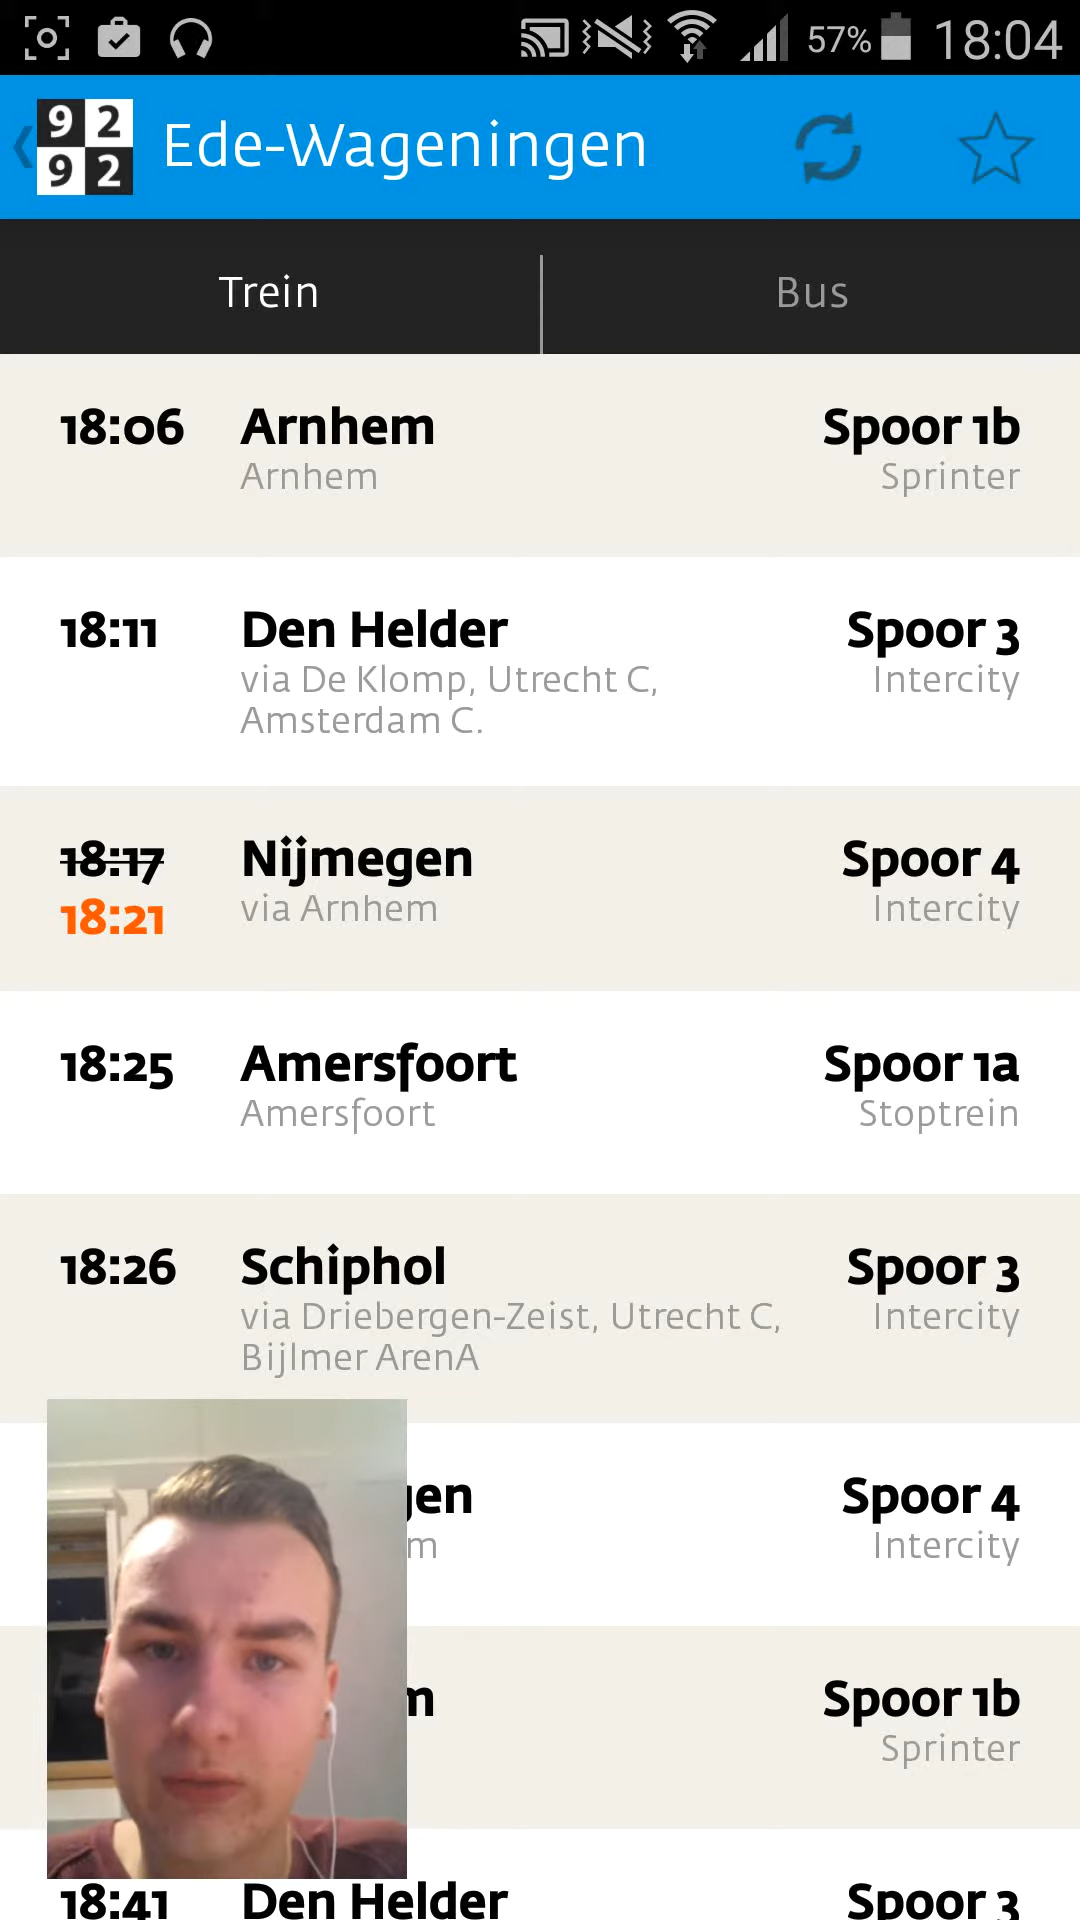 57% 18:04
9 2
9 2
Ede-Wageningen
Trein Bus
18:06 Arnhem Spoor 1b
Arnhem Sprinter
18:11 Den Helder Spoor 3
via De Klomp, Utrecht C, Intercity
Amsterdam C.
18:17 Nijmegen Spoor 4
18:21 via Arnhem Intercity
18:25 Amersfoort Spoor 1a
Amersfoort Stoptrein
18:26 Schiphol Spoor 3
via Driebergen-Zeist, Utrecht C, Intercity
Bijlmer ArenA
gen Spoor 4
m Intercity
m Spoor 1b
Sprinter
18:41 Den Helder Spoor 3